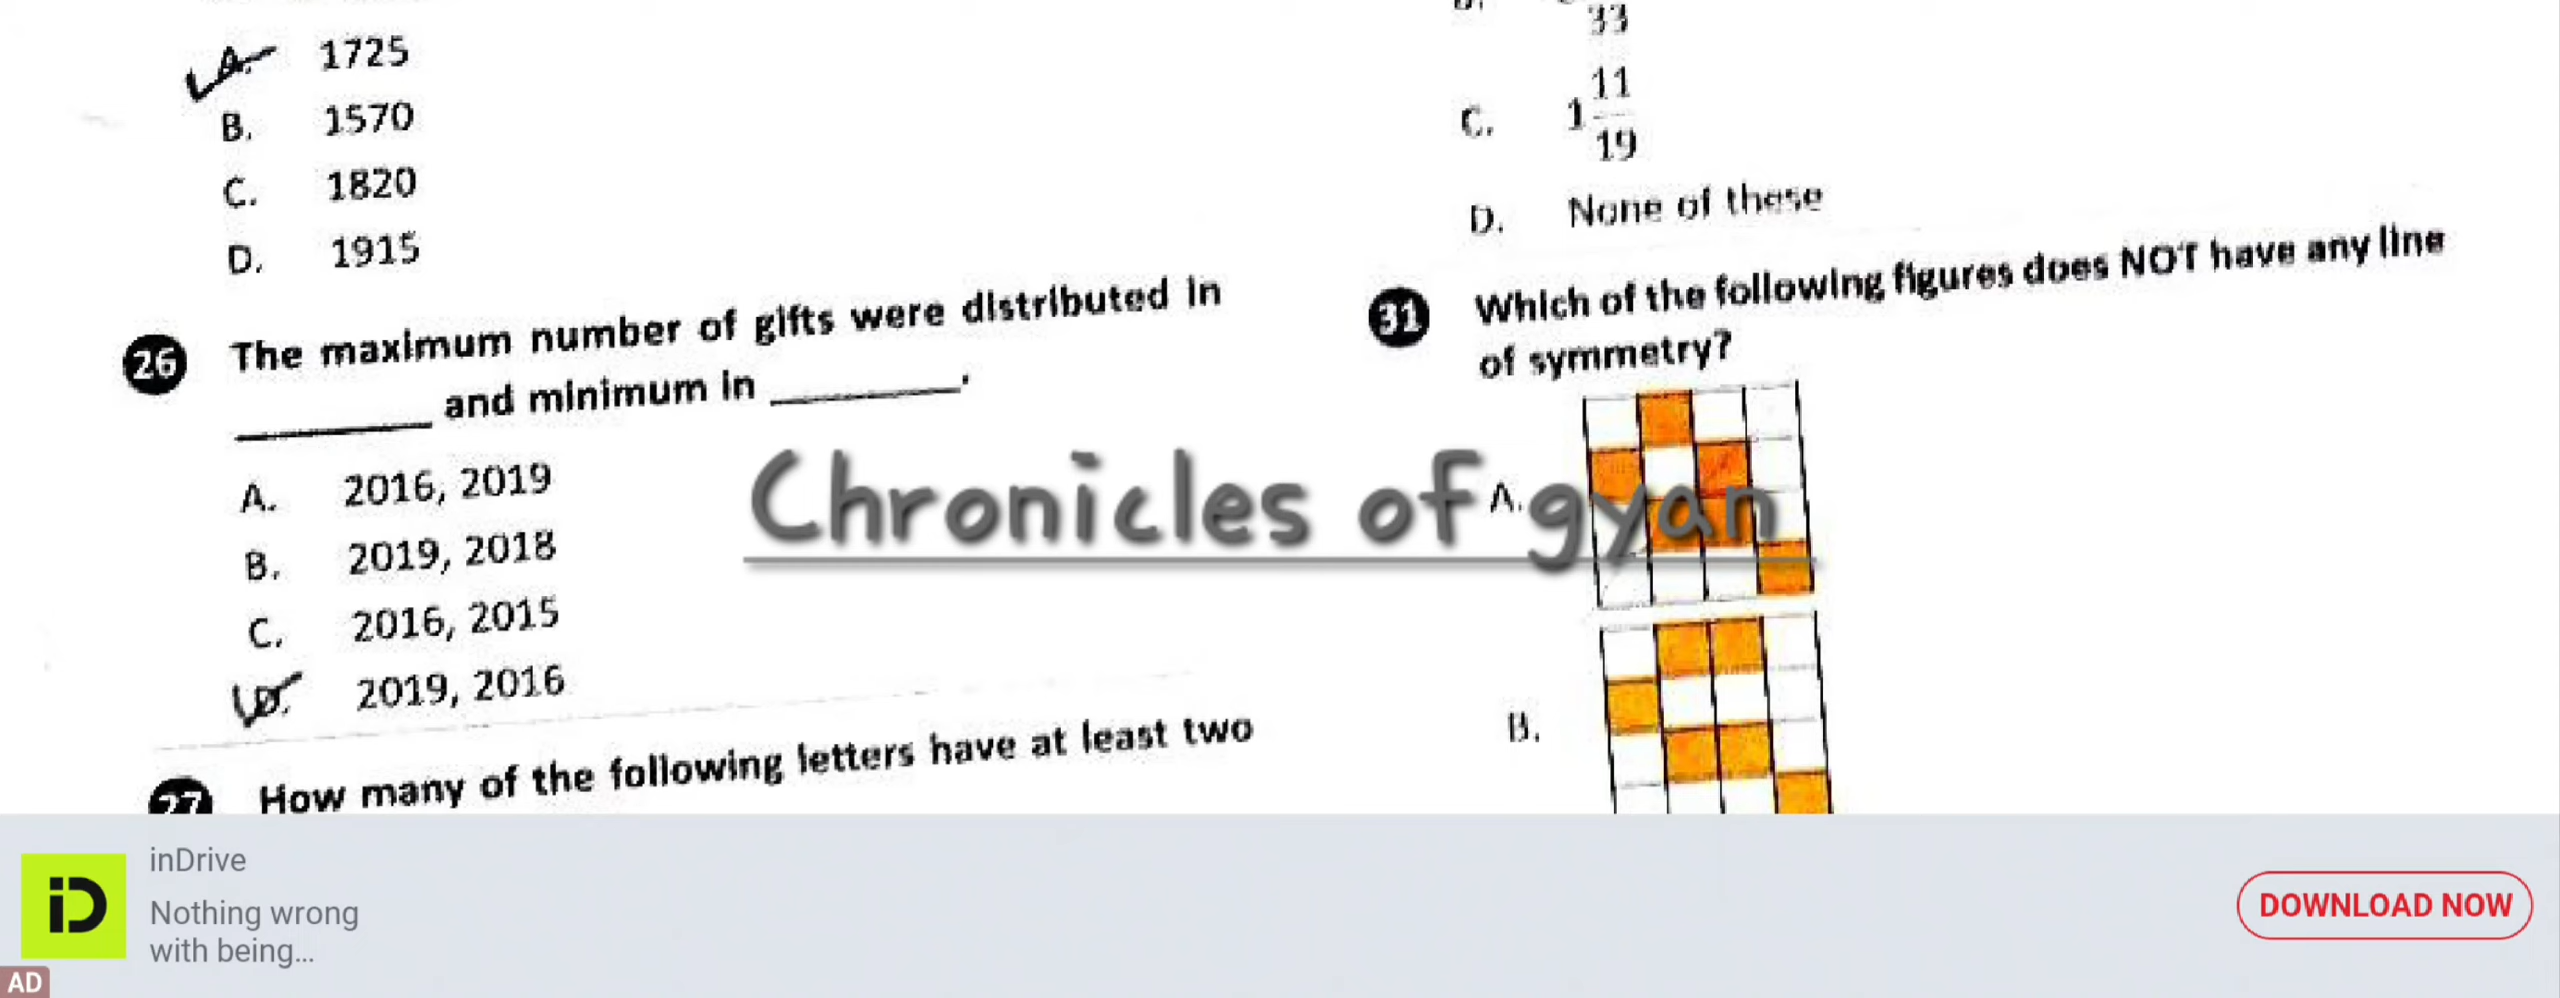 A. 1725
B. 1570
C. 1820
D. 1915
26 The maximum number of gifts were distributed in
________ and minimum in ________.
A. 2016, 2019
B. 2019, 2018
C. 2016, 2015
D. 2019, 2016
27 How many of the following letters have at least two
33
C. 1 11/19
D. None of these
31 Which of the following figures does NOT have any line
of symmetry?
A.
B.
Chronicles of gyan
inDrive
Nothing wrong
with being...
AD
DOWNLOAD NOW